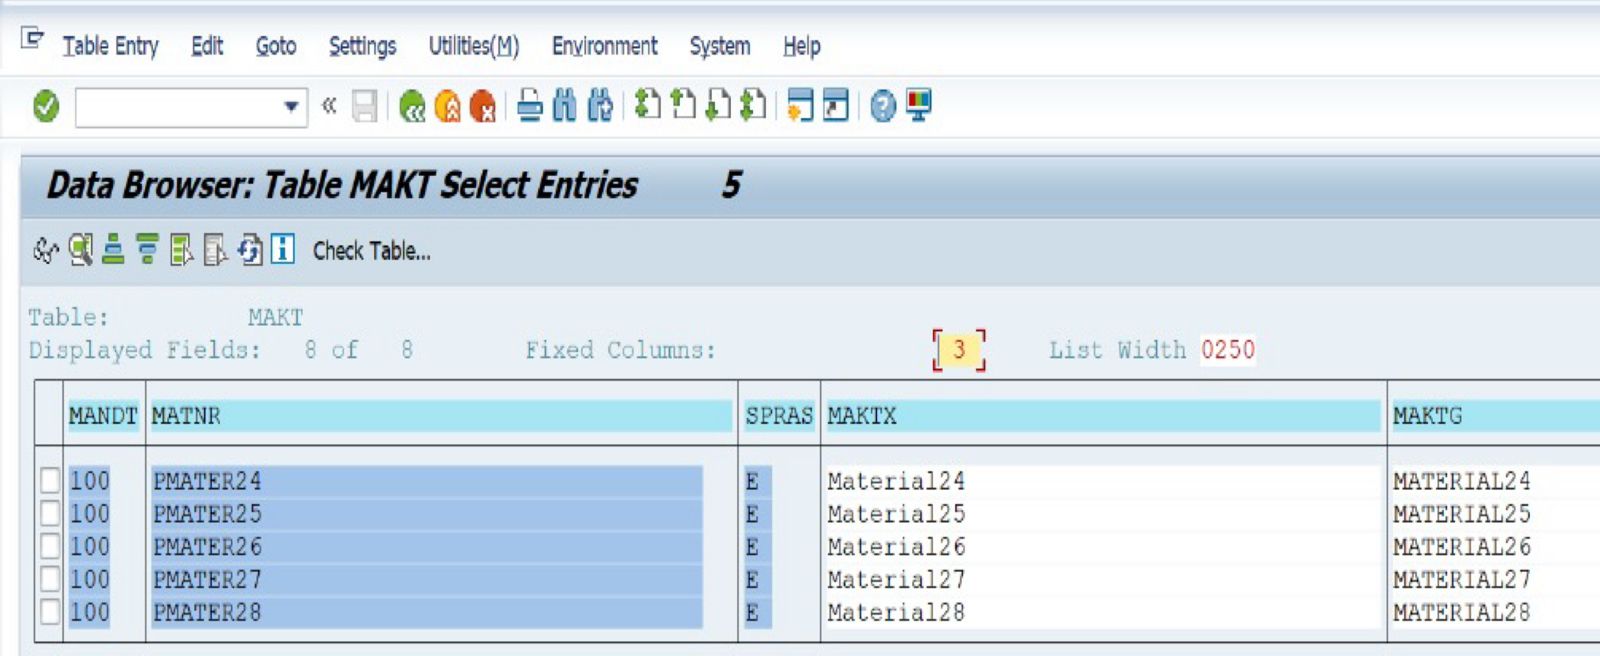 Table Entry Edit Goto Settings Utilities(M) Environment System Help
Data Browser: Table MAKT Select Entries 5
Check Table...
Table: MAKT
Displayed Fields: 8 of 8 Fixed Columns: 3 List Width 0250
MANDT MATNR SPRAS MAKTX MAKTG
100 PMATER24 E Material24 MATERIAL24
100 PMATER25 E Material25 MATERIAL25
100 PMATER26 E Material26 MATERIAL26
100 PMATER27 E Material27 MATERIAL27
100 PMATER28 E Material28 MATERIAL28